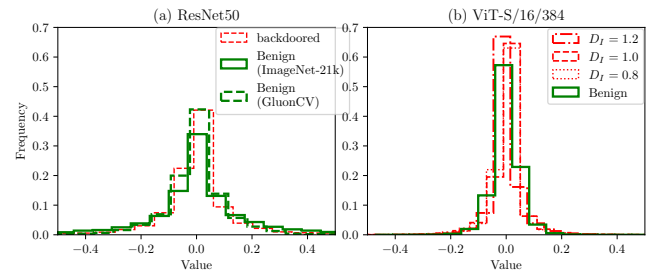 (a) ResNet50
(b) ViT-S/16/384
Frequency
0.7
0.6
0.5
0.4
0.3
0.2
0.1
0.0
−0.4
−0.2
0.0
0.2
0.4
Value
backdoored
Benign
(ImageNet-21k)
Benign
(GluonCV)
0.7
0.6
0.5
0.4
0.3
0.2
0.1
0.0
−0.4
−0.2
0.0
0.2
0.4
Value
D_I = 1.2
D_I = 1.0
D_I = 0.8
Benign